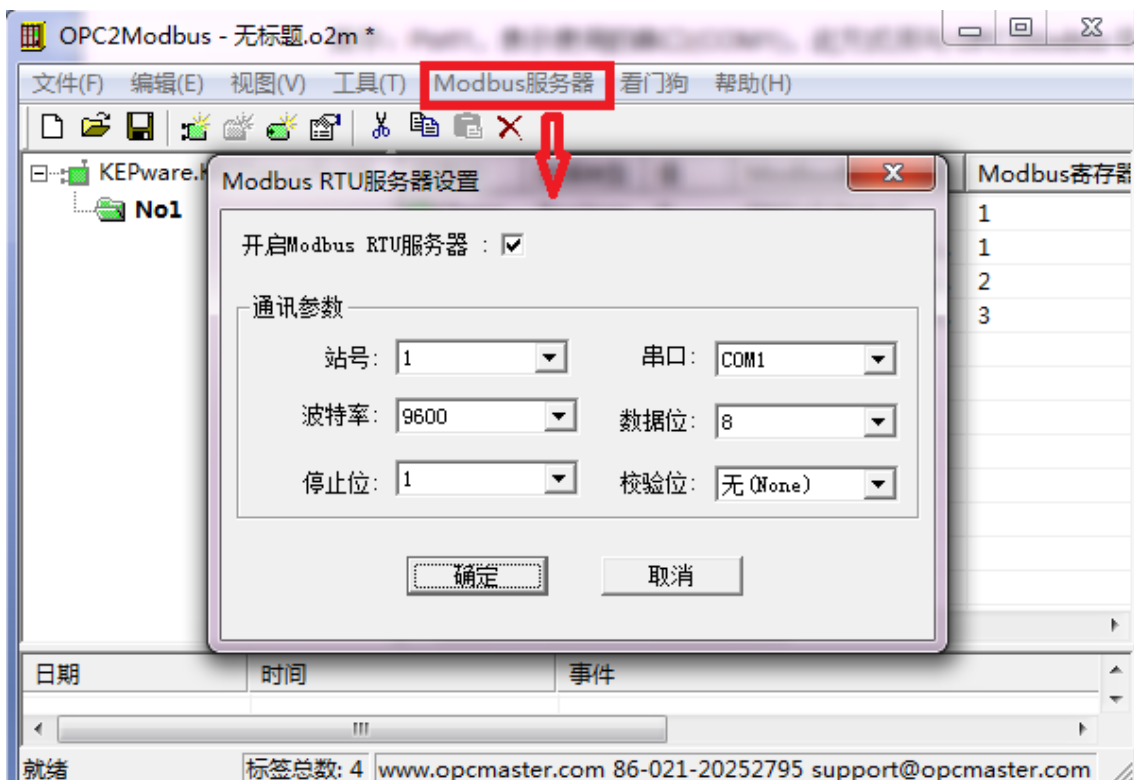 OPC2Modbus - 无标题.o2m *
文件(F) 编辑(E) 视图(V) 工具(T) Modbus服务器 看门狗 帮助(H)
KEPware.
Modbus寄存器
No1
1
1
2
3
Modbus RTU服务器设置
开启Modbus RTU服务器 :
通讯参数
站号: 1 串口: COM1
波特率: 9600 数据位: 8
停止位: 1 校验位: 无(None)
确定 取消
日期 时间 事件
就绪 标签总数: 4 www.opcmaster.com 86-021-20252795 support@opcmaster.com